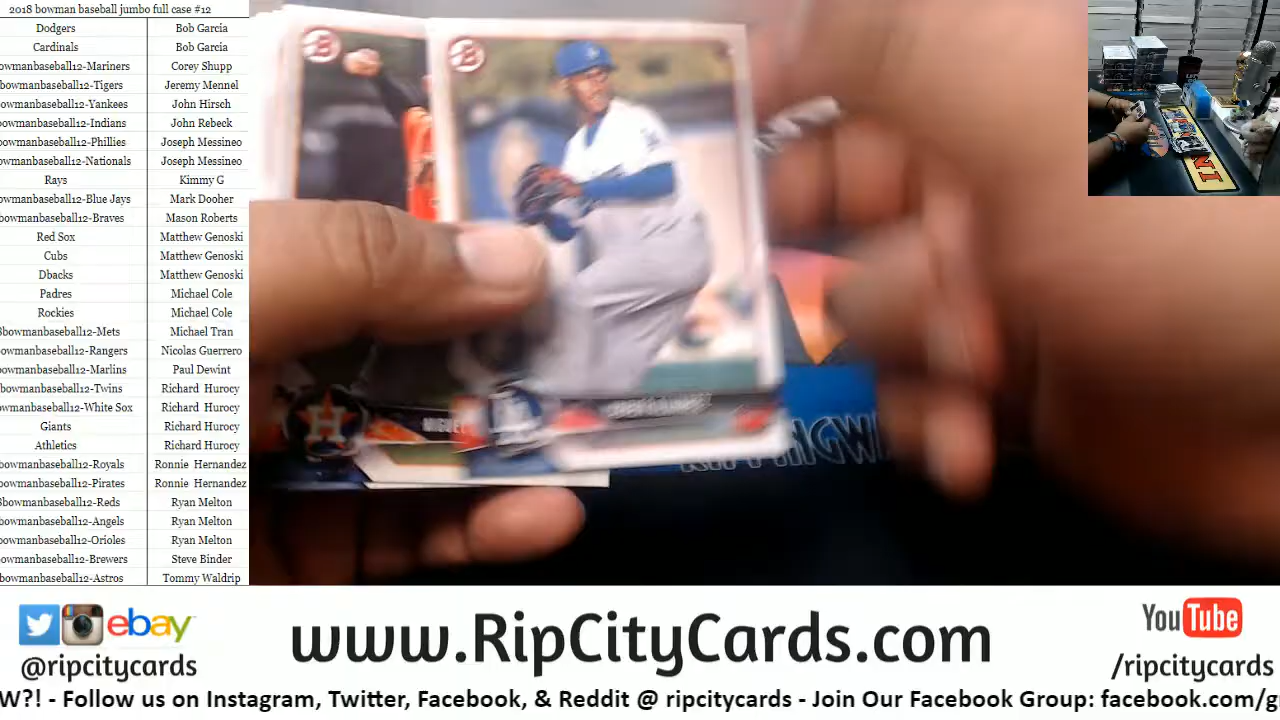 2018 bowman baseball jumbo full case #12
Dodgers Bob Garcia
Cardinals Bob Garcia
owmanbaseball12-Mariners Corey Shupp
owmanbaseball12-Tigers Jeremy Mennel
owmanbaseball12-Yankees John Hirsch
owmanbaseball12-Indians John Rebeck
owmanbaseball12-Phillies Joseph Messineo
owmanbaseball12-Nationals Joseph Messineo
Rays Kimmy G
owmanbaseball12-Blue Jays Mark Dooher
owmanbaseball12-Braves Mason Roberts
Red Sox Matthew Genoski
Cubs Matthew Genoski
Dbacks Matthew Genoski
Padres Michael Cole
Rockies Michael Cole
8bowmanbaseball12-Mets Michael Tran
owmanbaseball12-Rangers Nicolas Guerrero
owmanbaseball12-Marlins Paul Dewint
owmanbaseball12-Twins Richard Hurocy
owmanbaseball12-White Sox Richard Hurocy
Giants Richard Hurocy
Athletics Richard Hurocy
owmanbaseball12-Royals Ronnie Hernandez
owmanbaseball12-Pirates Ronnie Hernandez
8bowmanbaseball12-Reds Ryan Melton
owmanbaseball12-Angels Ryan Melton
owmanbaseball12-Orioles Ryan Melton
owmanbaseball12-Brewers Steve Binder
owmanbaseball12-Astros Tommy Waldrip
B
B
H
MIGUEL
LA
INI
ebay
@ripcitycards
www.RipCityCards.com
YouTube
/ripcitycards
W?! - Follow us on Instagram, Twitter, Facebook, & Reddit @ ripcitycards - Join Our Facebook Group: facebook.com/g